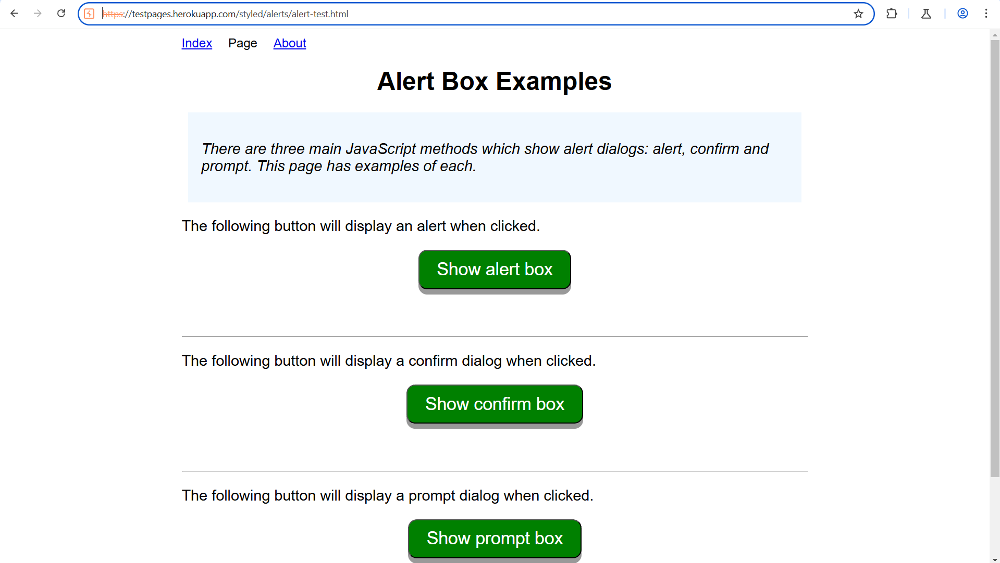 https://testpages.herokuapp.com/styled/alerts/alert-test.html
Index Page About
Alert Box Examples
There are three main JavaScript methods which show alert dialogs: alert, confirm and
prompt. This page has examples of each.
The following button will display an alert when clicked.
Show alert box
The following button will display a confirm dialog when clicked.
Show confirm box
The following button will display a prompt dialog when clicked.
Show prompt box